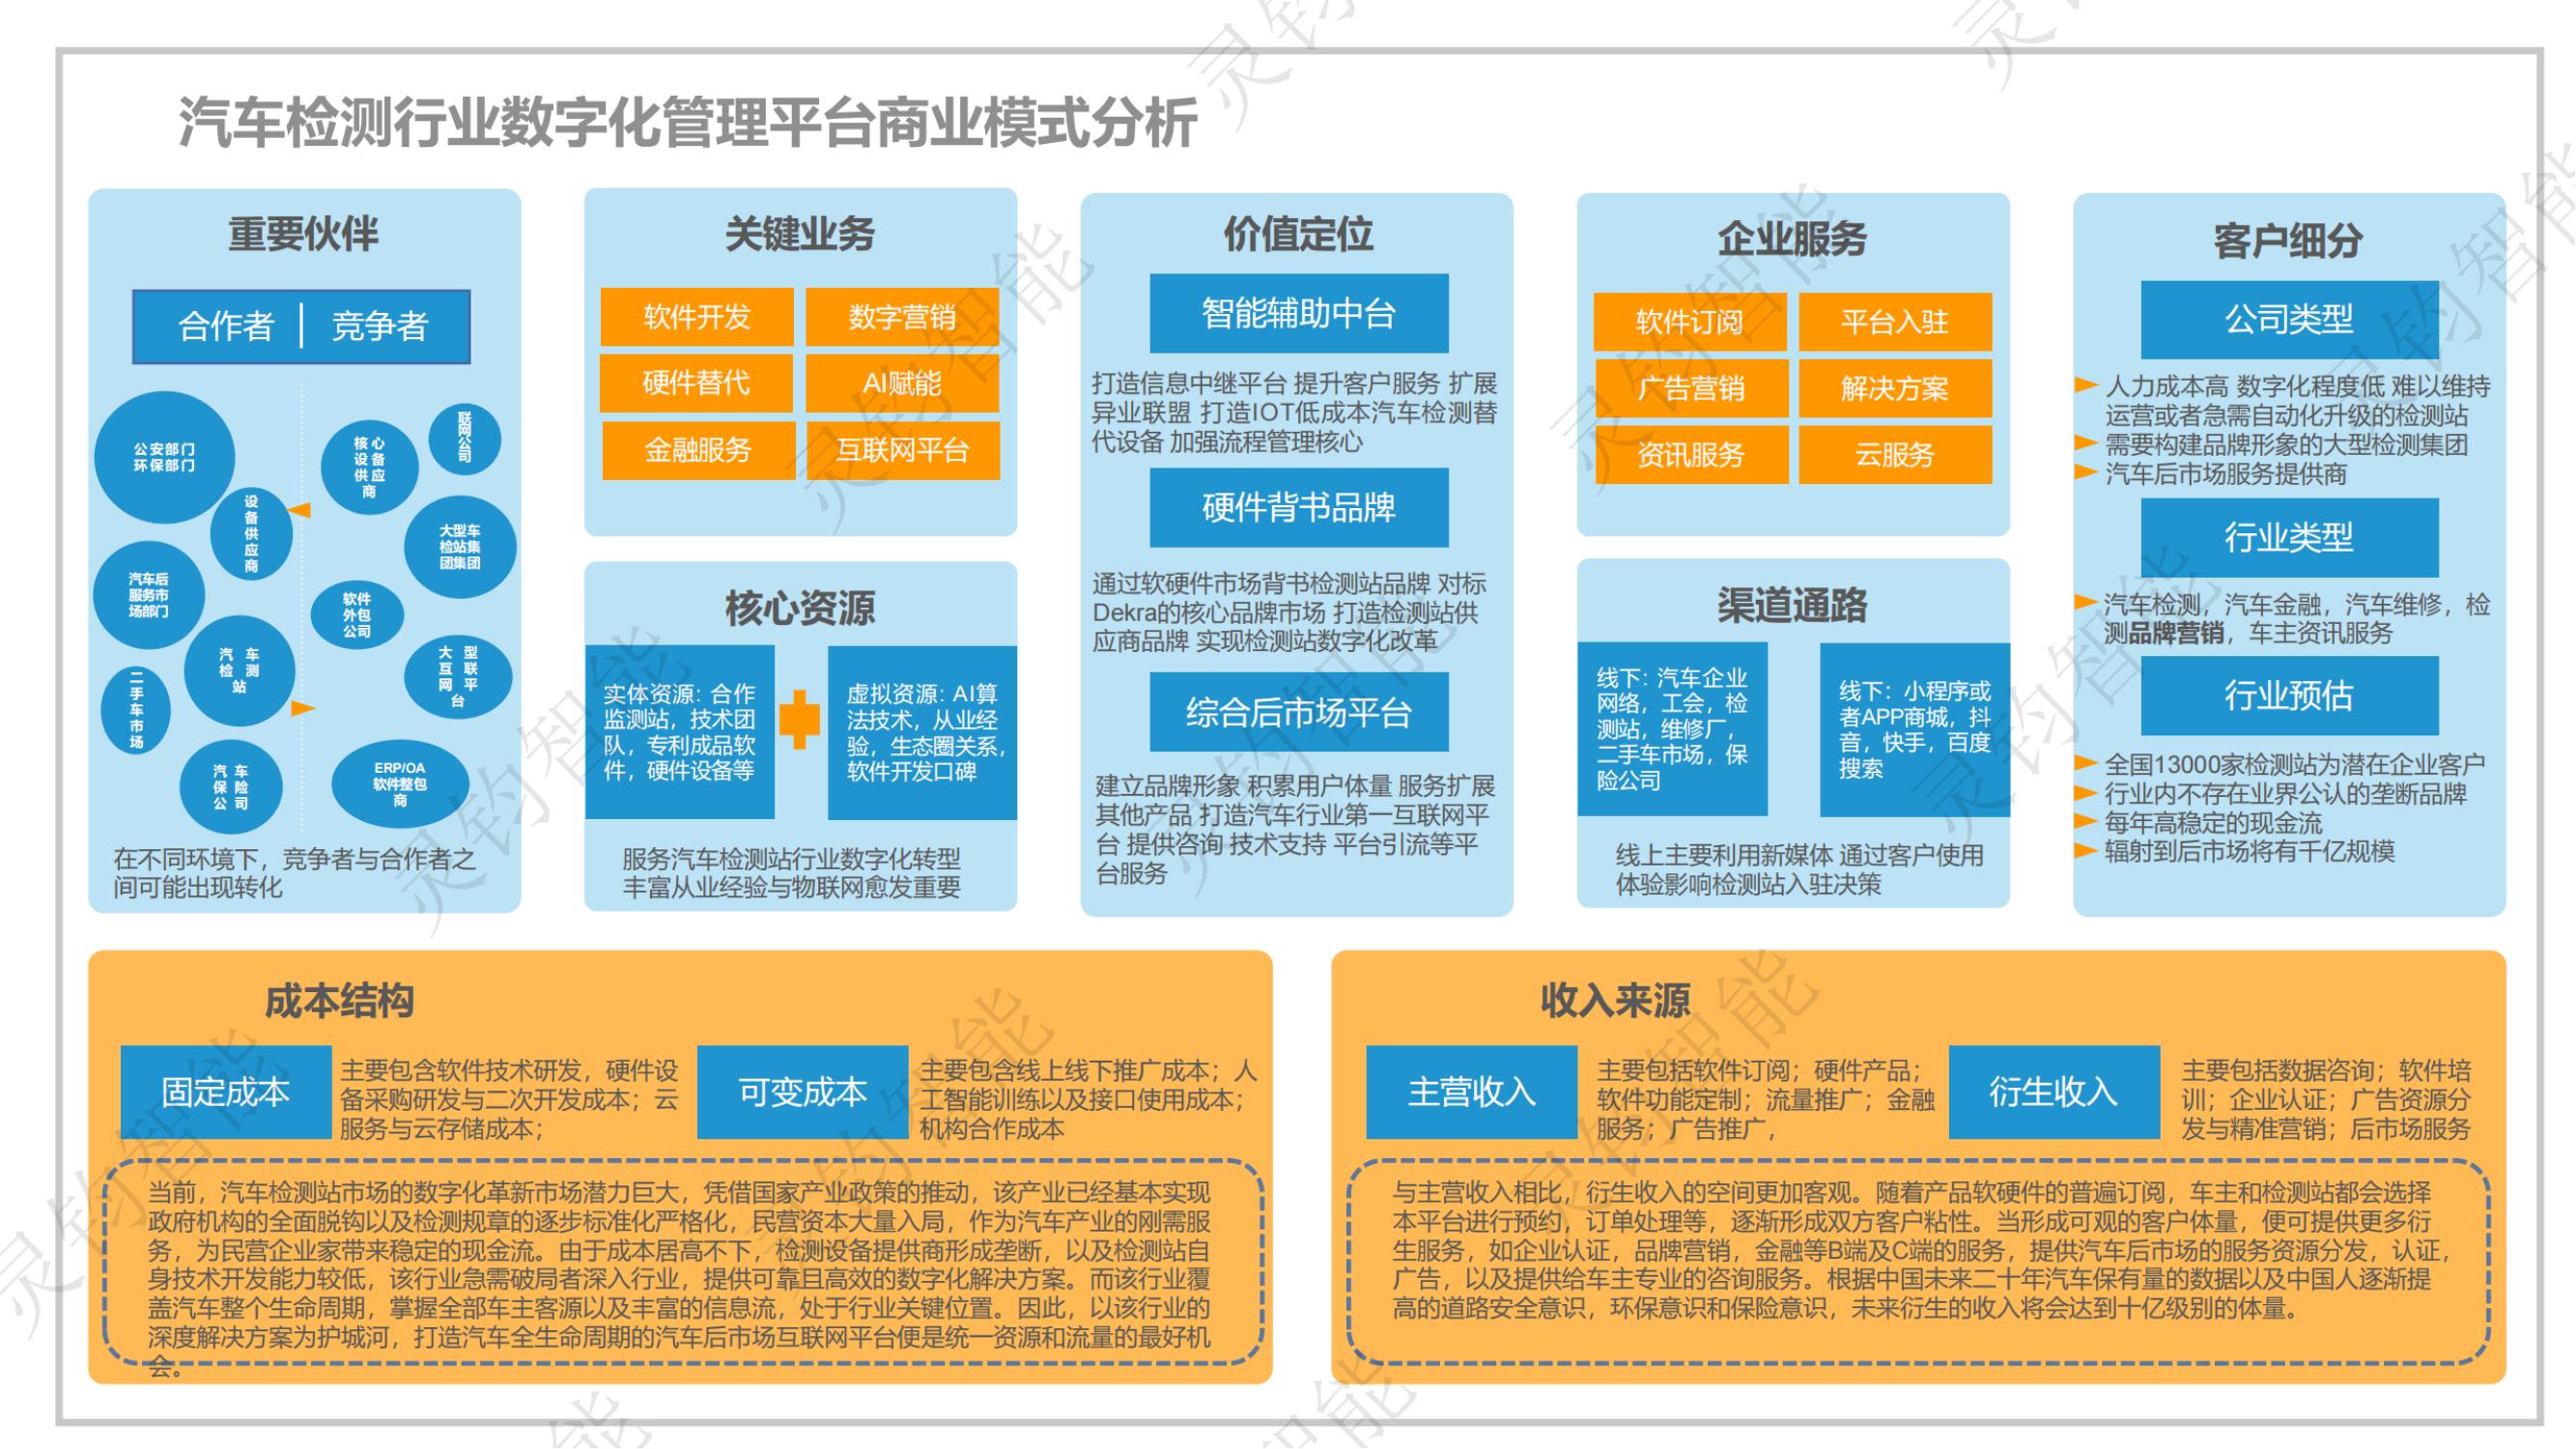 汽车检测行业数字化管理平台商业模式分析
重要伙伴
合作者
竞争者
公安部门
环保部门
设
备
供
应
商
汽车后
服务市
场部门
汽 车
检 测
站
二
手
车
市
场
汽 车
保 险
公 司
联
网
公
司
核 心
设 备
供 应
商
大型车
检站集
团集团
软件
外包
公司
大 型
互 联
网 平
台
ERP/OA
软件整包
商
在不同环境下，竞争者与合作者之
间可能出现转化
关键业务
软件开发
数字营销
硬件替代
AI赋能
金融服务
互联网平台
核心资源
实体资源：合作
监测站，技术团
队，专利成品软
件，硬件设备等
虚拟资源：AI算
法技术，从业经
验，生态圈关系，
软件开发口碑
服务汽车检测站行业数字化转型
丰富从业经验与物联网愈发重要
价值定位
智能辅助中台
打造信息中继平台 提升客户服务 扩展
异业联盟 打造IOT低成本汽车检测替
代设备 加强流程管理核心
硬件背书品牌
通过软硬件市场背书检测站品牌 对标
Dekra的核心品牌市场 打造检测站供
应商品牌 实现检测站数字化改革
综合后市场平台
建立品牌形象 积累用户体量 服务扩展
其他产品 打造汽车行业第一互联网平
台 提供咨询 技术支持 平台引流等平
台服务
企业服务
软件订阅
平台入驻
广告营销
解决方案
资讯服务
云服务
渠道通路
线下：汽车企业
网络，工会，检
测站，维修厂，
二手车市场，保
险公司
线下：小程序或
者APP商城，抖
音，快手，百度
搜索
线上主要利用新媒体 通过客户使用
体验影响检测站入驻决策
客户细分
公司类型
人力成本高 数字化程度低 难以维持
运营或者急需自动化升级的检测站
需要构建品牌形象的大型检测集团
汽车后市场服务提供商
行业类型
汽车检测，汽车金融，汽车维修，检
测品牌营销，车主资讯服务
行业预估
全国13000家检测站为潜在企业客户
行业内不存在业界公认的垄断品牌
每年高稳定的现金流
辐射到后市场将有千亿规模
成本结构
固定成本
主要包含软件技术研发，硬件设
备采购研发与二次开发成本；云
服务与云存储成本；
可变成本
主要包含线上线下推广成本；人
工智能训练以及接口使用成本；
机构合作成本
当前，汽车检测站市场的数字化革新市场潜力巨大，凭借国家产业政策的推动，该产业已经基本实现
政府机构的全面脱钩以及检测规章的逐步标准化严格化，民营资本大量入局，作为汽车产业的刚需服
务，为民营企业家带来稳定的现金流。由于成本居高不下，检测设备提供商形成垄断，以及检测站自
身技术开发能力较低，该行业急需破局者深入行业，提供可靠且高效的数字化解决方案。而该行业覆
盖汽车整个生命周期，掌握全部车主客源以及丰富的信息流，处于行业关键位置。因此，以该行业的
深度解决方案为护城河，打造汽车全生命周期的汽车后市场互联网平台便是统一资源和流量的最好机
会。
收入来源
主营收入
主要包括软件订阅；硬件产品；
软件功能定制；流量推广；金融
服务；广告推广，
衍生收入
主要包括数据咨询；软件培
训；企业认证；广告资源分
发与精准营销；后市场服务
与主营收入相比，衍生收入的空间更加客观。随着产品软硬件的普遍订阅，车主和检测站都会选择
本平台进行预约，订单处理等，逐渐形成双方客户粘性。当形成可观的客户体量，便可提供更多衍
生服务，如企业认证，品牌营销，金融等B端及C端的服务，提供汽车后市场的服务资源分发，认证，
广告，以及提供给车主专业的咨询服务。根据中国未来二十年汽车保有量的数据以及中国人逐渐提
高的道路安全意识，环保意识和保险意识，未来衍生的收入将会达到十亿级别的体量。
灵钧智能